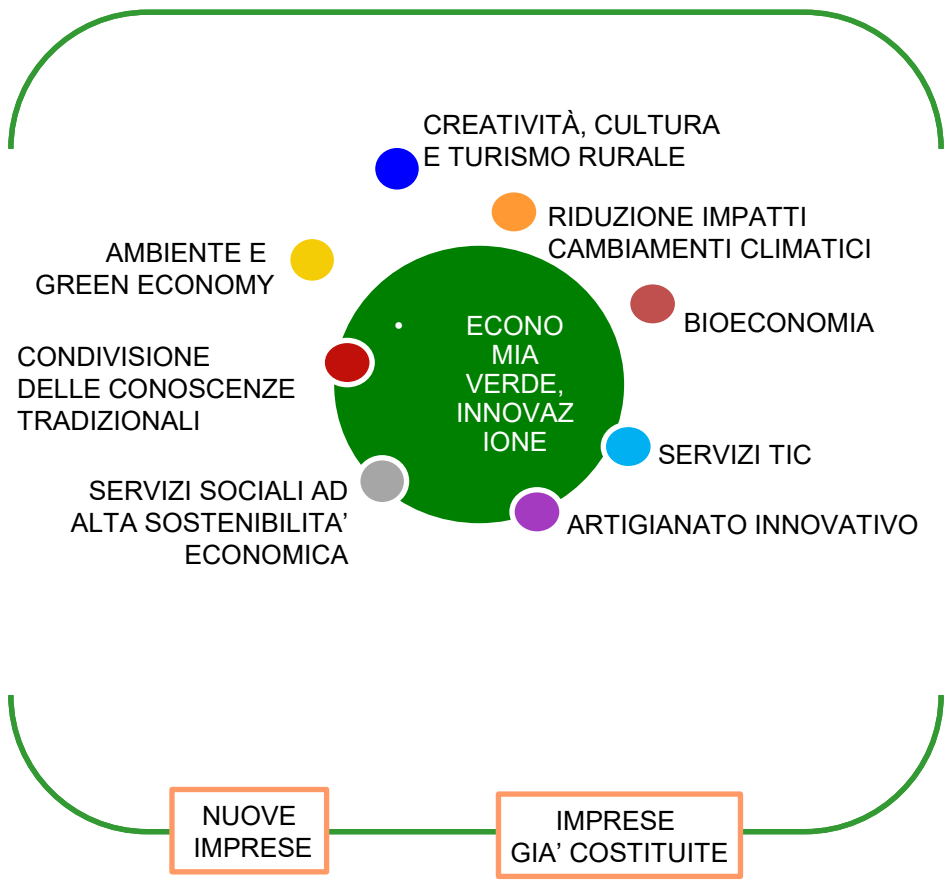 CREATIVITÀ, CULTURA
E TURISMO RURALE
RIDUZIONE IMPATTI
CAMBIAMENTI CLIMATICI
AMBIENTE E
GREEN ECONOMY
BIOECONOMIA
•
ECONO
MIA
VERDE,
INNOVAZ
IONE
CONDIVISIONE
DELLE CONOSCENZE
TRADIZIONALI
SERVIZI TIC
SERVIZI SOCIALI AD
ALTA SOSTENIBILITA’
ECONOMICA
ARTIGIANATO INNOVATIVO
NUOVE
IMPRESE
IMPRESE
GIA’ COSTITUITE